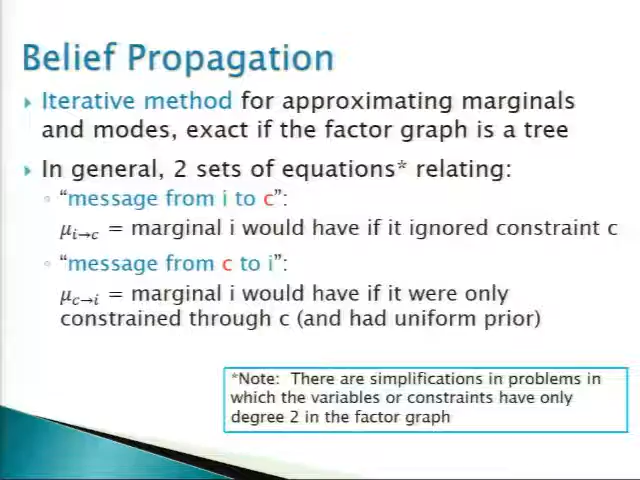 Belief Propagation
Iterative method for approximating marginals
and modes, exact if the factor graph is a tree
In general, 2 sets of equations* relating:
“message from i to c”:
μi→c = marginal i would have if it ignored constraint c
“message from c to i”:
μc→i = marginal i would have if it were only
constrained through c (and had uniform prior)
*Note: There are simplifications in problems in
which the variables or constraints have only
degree 2 in the factor graph